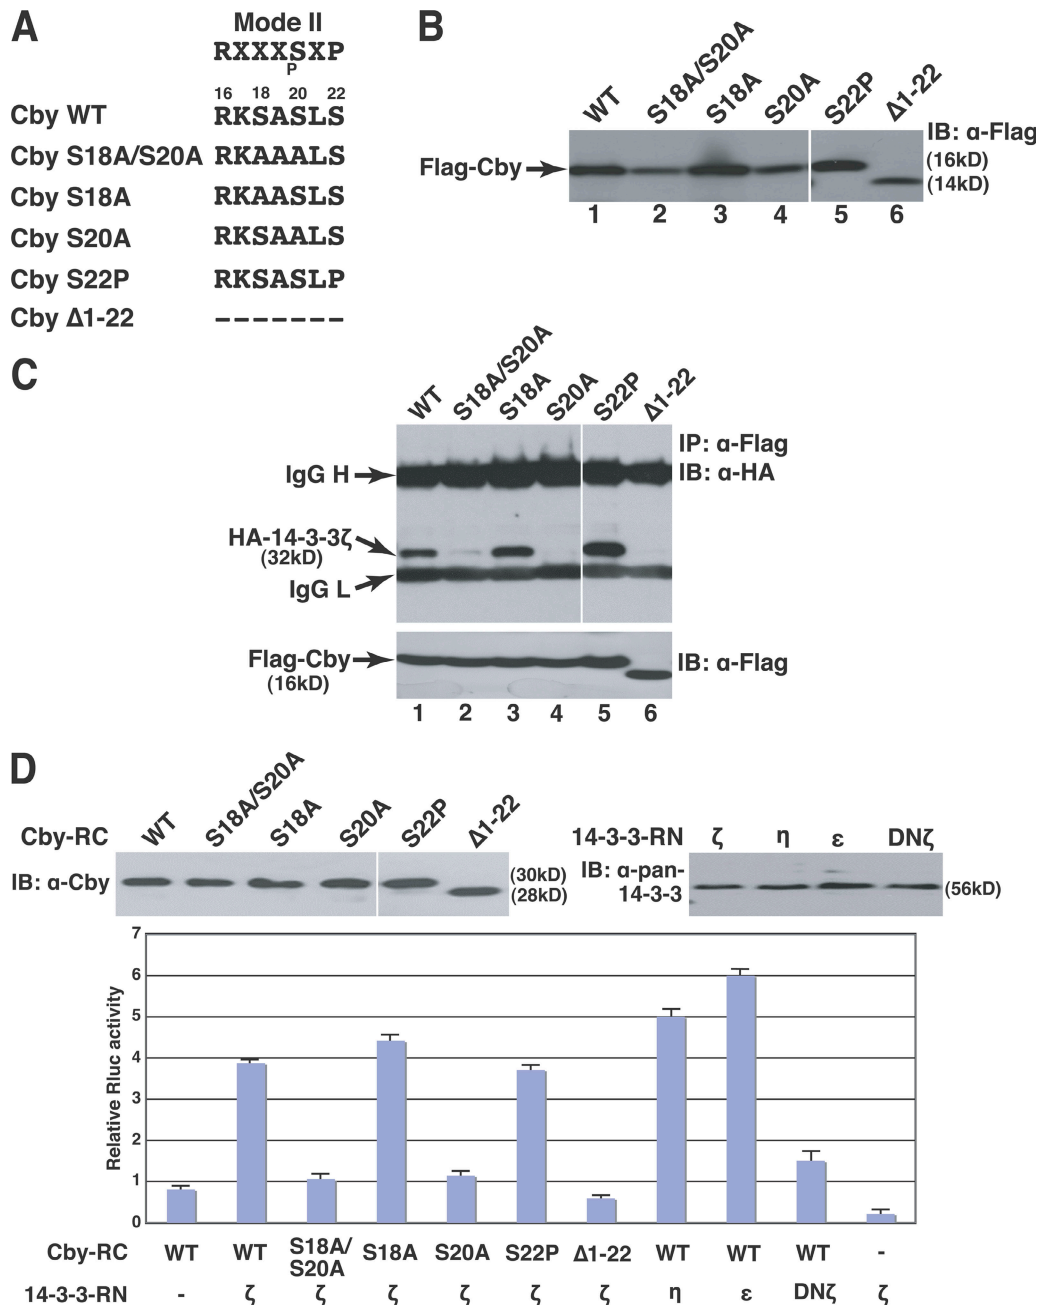 A
Mode II
RXXXSXP
P
16 18 20 22
Cby WT RKSASLS
Cby S18A/S20A RKAAALS
Cby S18A RKAASLS
Cby S20A RKSAALS
Cby S22P RKSASLP
Cby Δ1-22 -------
B
WT S18A/S20A S18A S20A S22P Δ1-22
IB: α-Flag
Flag-Cby (16kD)
(14kD)
1 2 3 4 5 6
C
WT S18A/S20A S18A S20A S22P Δ1-22
IP: α-Flag
IgG H IB: α-HA
HA-14-3-3ζ
(32kD)
IgG L
Flag-Cby IB: α-Flag
(16kD)
1 2 3 4 5 6
D
Cby-RC WT S18A/S20A S18A S20A S22P Δ1-22
IB: α-Cby (30kD)
(28kD)
14-3-3-RN ζ η ε DNζ
IB: α-pan-
14-3-3 (56kD)
7
6
5
4
3
2
1
0
Relative Rluc activity
Cby-RC WT WT S18A/ S18A S20A S22P Δ1-22 WT WT WT -
S20A
14-3-3-RN - ζ ζ ζ ζ ζ ζ η ε DNζ ζ